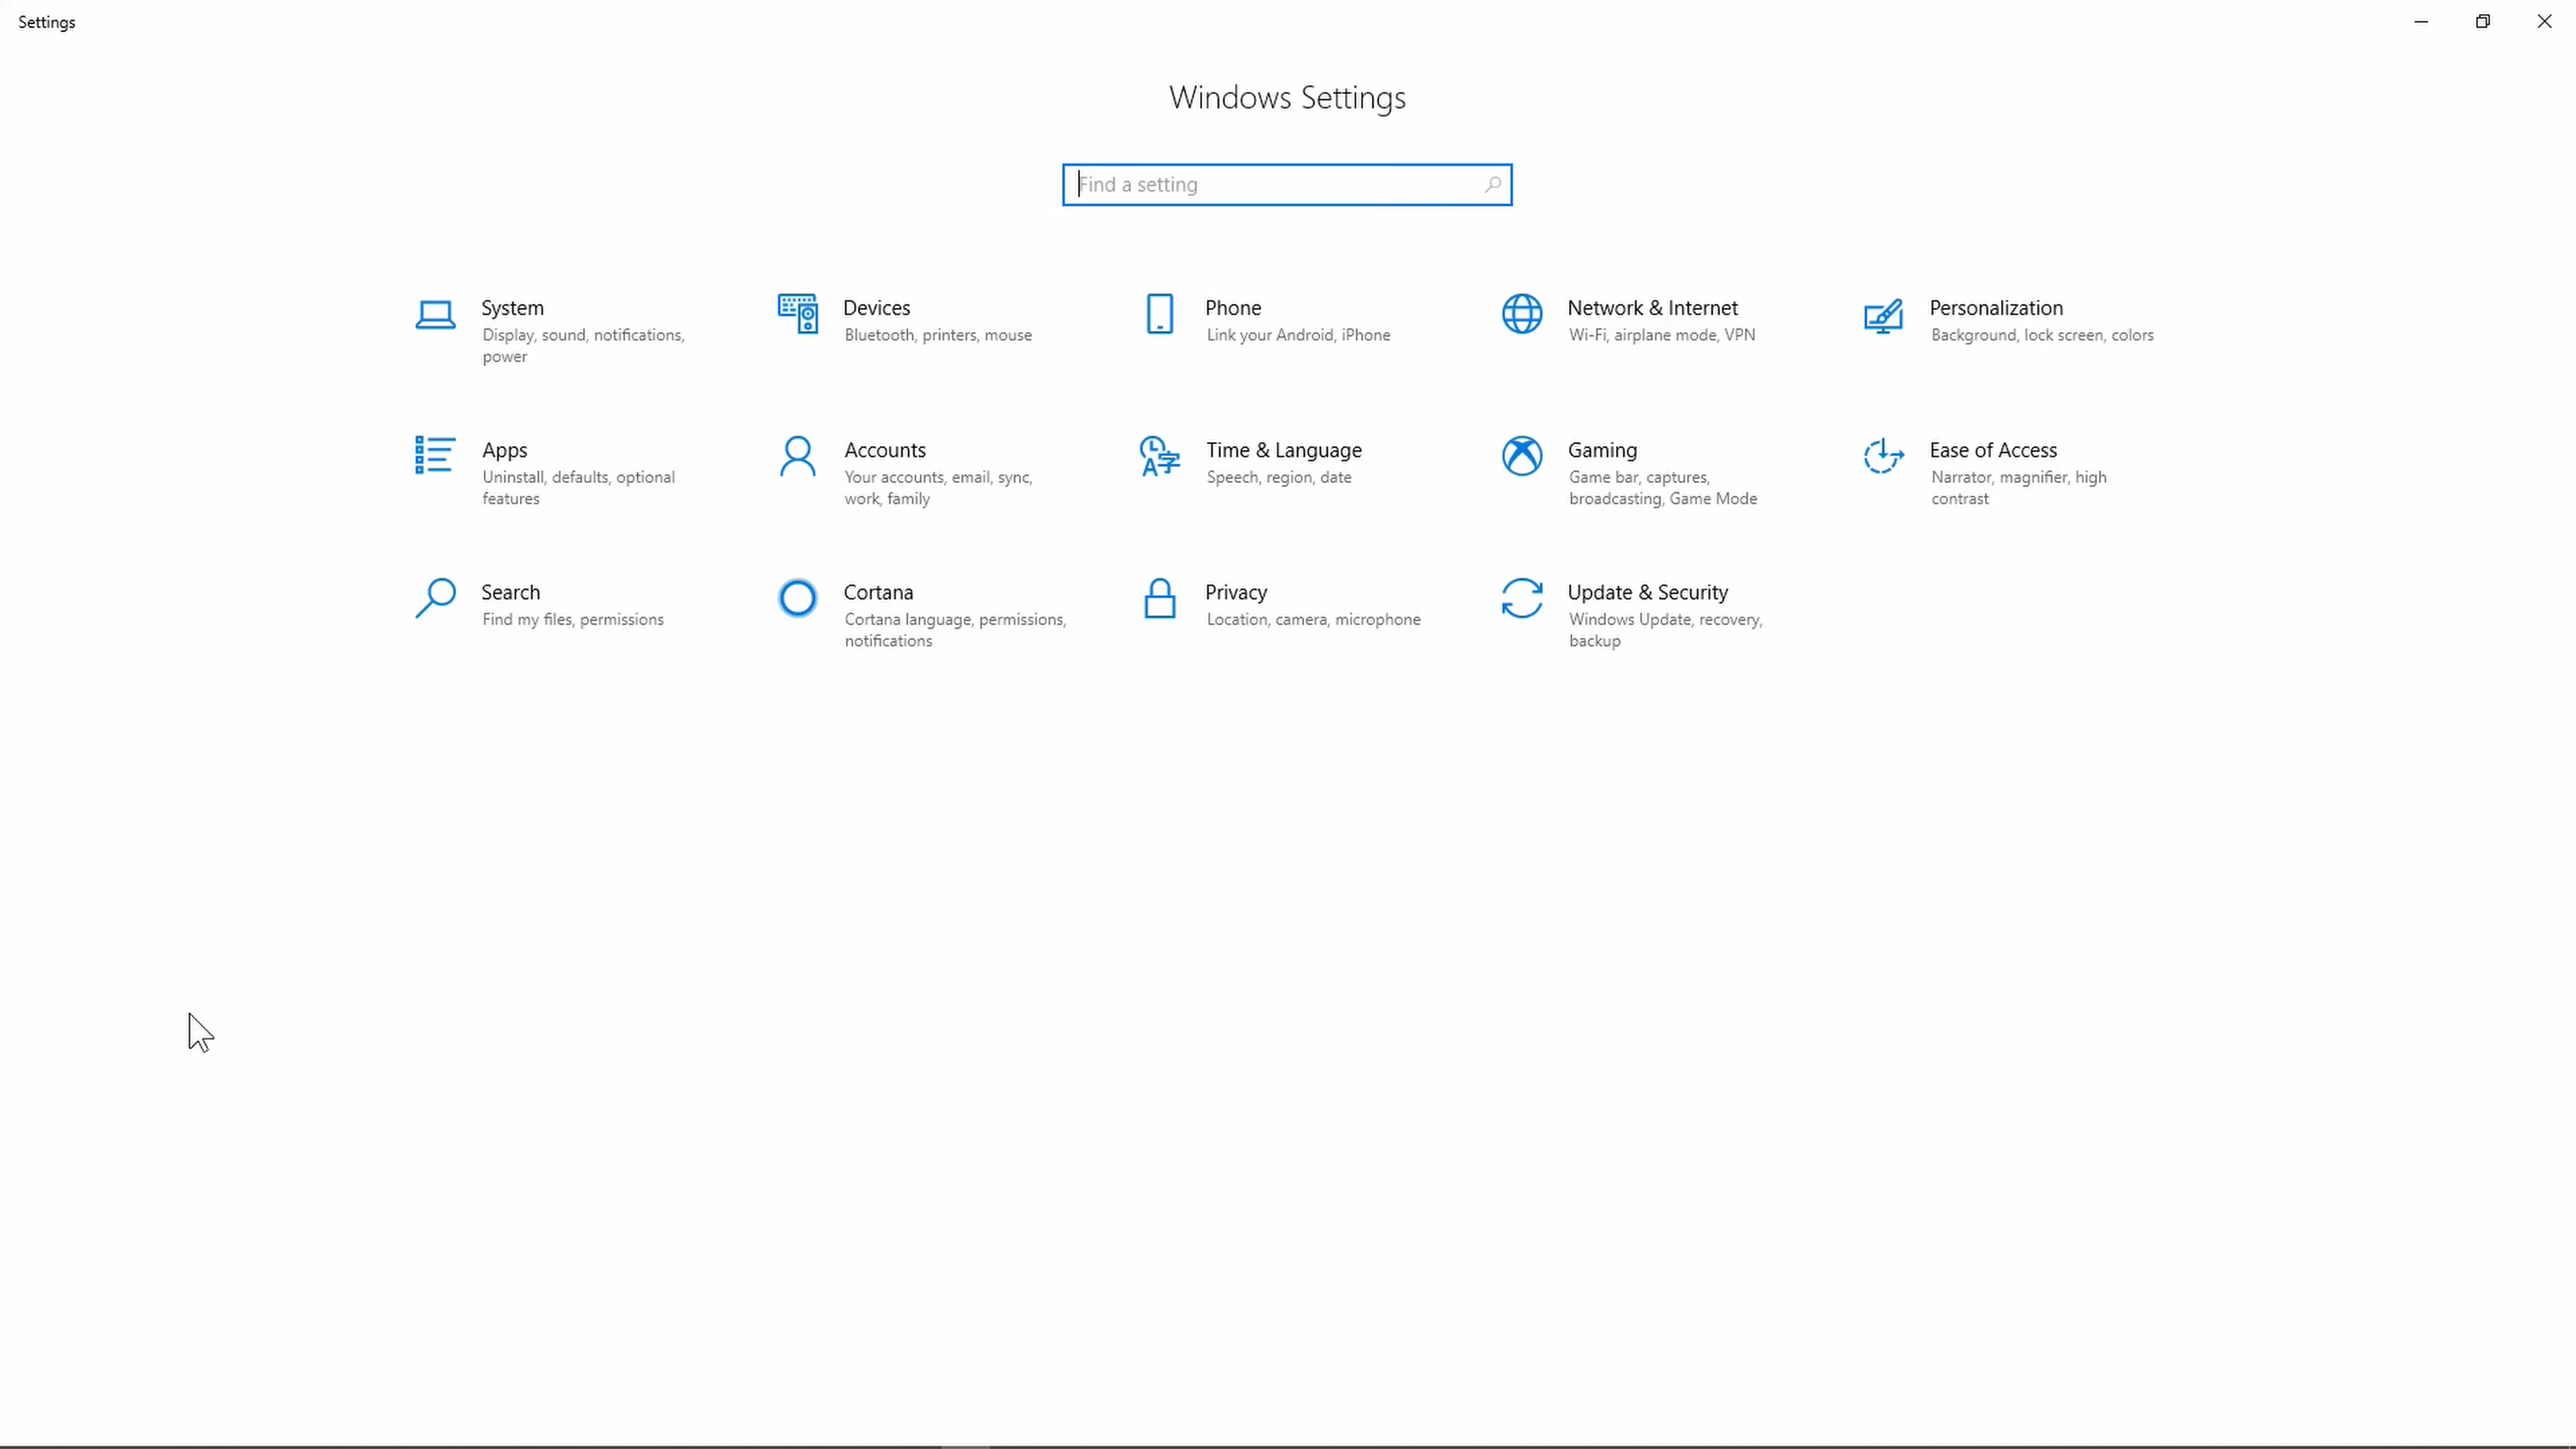 Settings
Windows Settings
Find a setting
System
Display, sound, notifications,
power
Devices
Bluetooth, printers, mouse
Phone
Link your Android, iPhone
Network & Internet
Wi-Fi, airplane mode, VPN
Personalization
Background, lock screen, colors
Apps
Uninstall, defaults, optional
features
Accounts
Your accounts, email, sync,
work, family
Time & Language
Speech, region, date
Gaming
Game bar, captures,
broadcasting, Game Mode
Ease of Access
Narrator, magnifier, high
contrast
Search
Find my files, permissions
Cortana
Cortana language, permissions,
notifications
Privacy
Location, camera, microphone
Update & Security
Windows Update, recovery,
backup